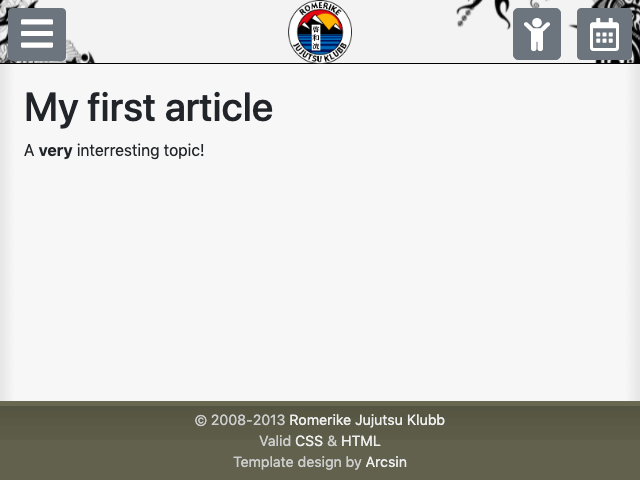 ROMERIKE
JUJUTSU KLUBB
My first article
A very interresting topic!
© 2008-2013 Romerike Jujutsu Klubb
Valid CSS & HTML
Template design by Arcsin